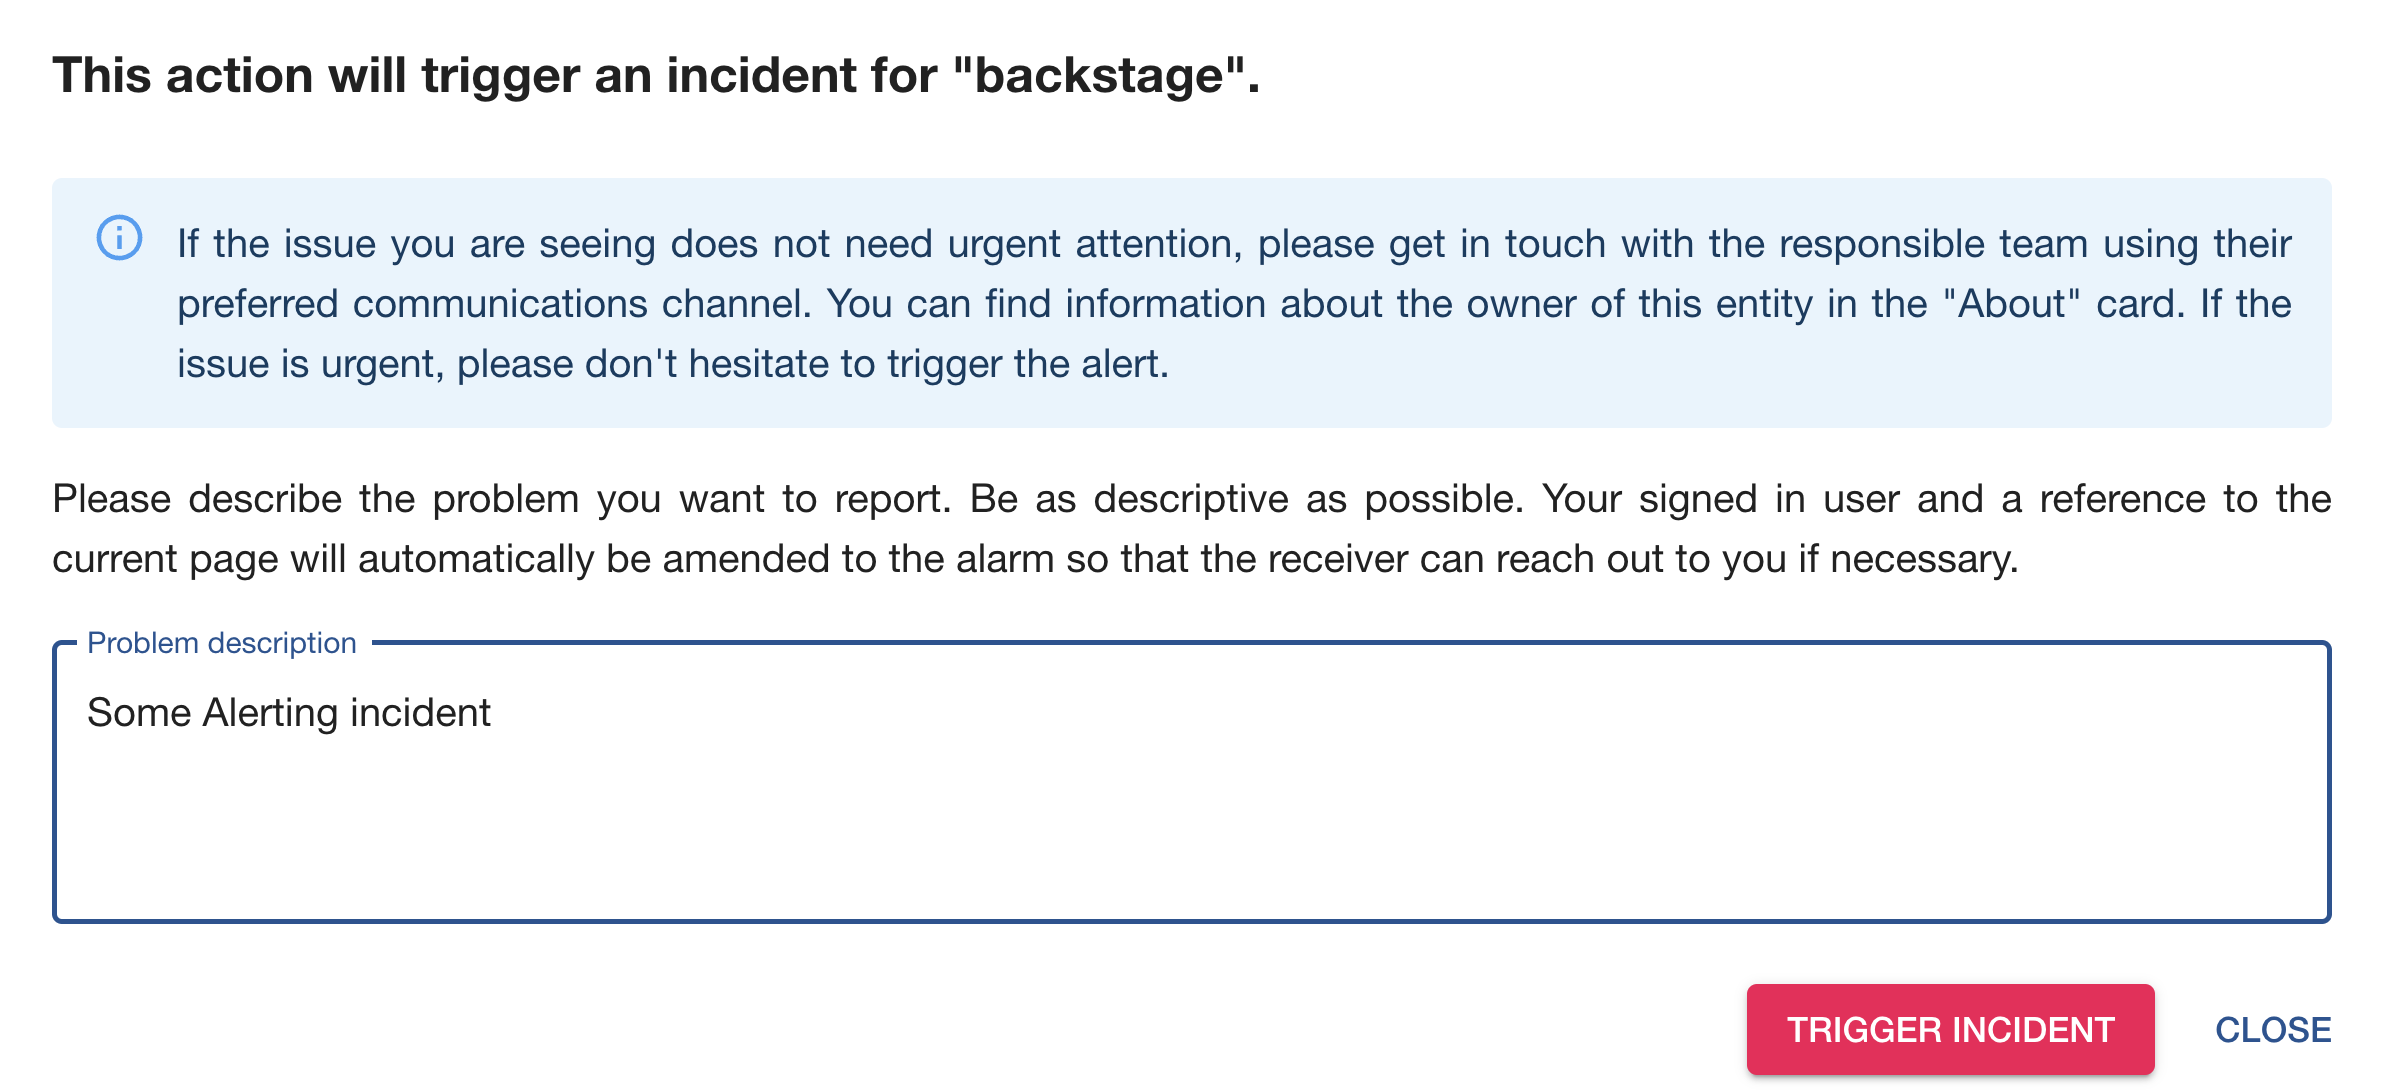 This action will trigger an incident for "backstage".
If the issue you are seeing does not need urgent attention, please get in touch with the responsible team using their
preferred communications channel. You can find information about the owner of this entity in the "About" card. If the
issue is urgent, please don't hesitate to trigger the alert.
Please describe the problem you want to report. Be as descriptive as possible. Your signed in user and a reference to the
current page will automatically be amended to the alarm so that the receiver can reach out to you if necessary.
Problem description
Some Alerting incident
TRIGGER INCIDENT CLOSE